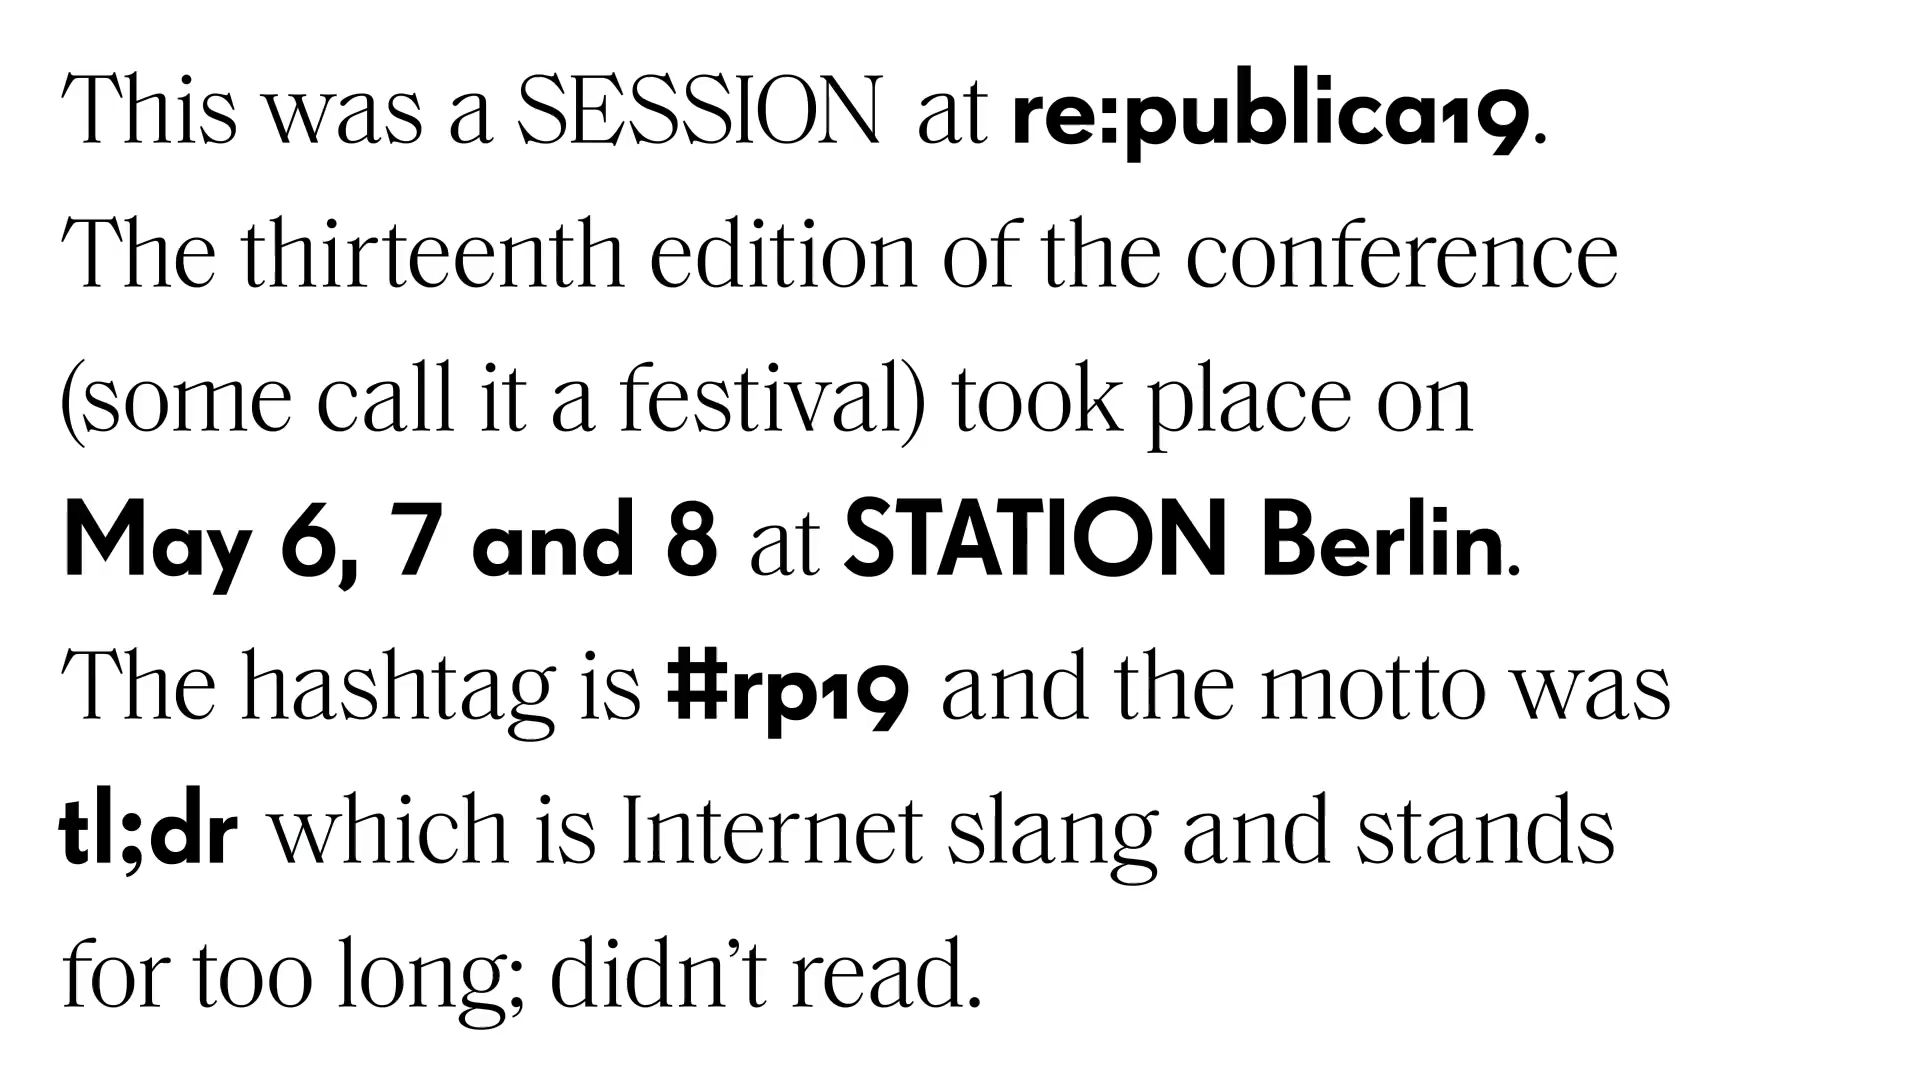 This was a SESSION at re:publica19.
The thirteenth edition of the conference
(some call it a festival) took place on
May 6, 7 and 8 at STATION Berlin.
The hashtag is #rp19 and the motto was
tl;dr which is Internet slang and stands
for too long; didn’t read.